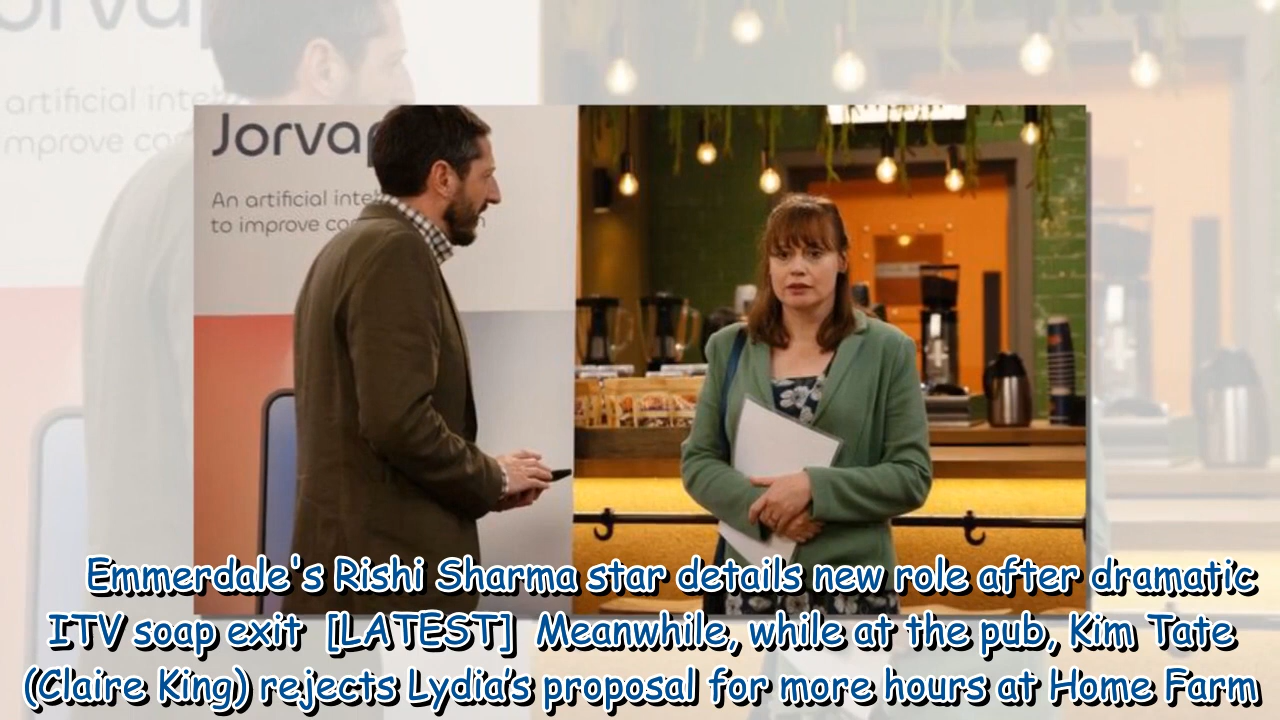 Jorva
An artificial inte
to improve co
Emmerdale's Rishi Sharma star details new role after dramatic
ITV soap exit [LATEST] Meanwhile, while at the pub, Kim Tate
(Claire King) rejects Lydia's proposal for more hours at Home Farm